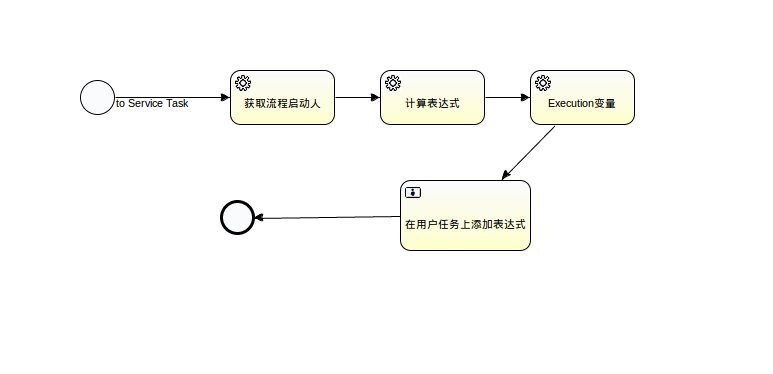 to Service Task
获取流程启动人
计算表达式
Execution变量
在用户任务上添加表达式